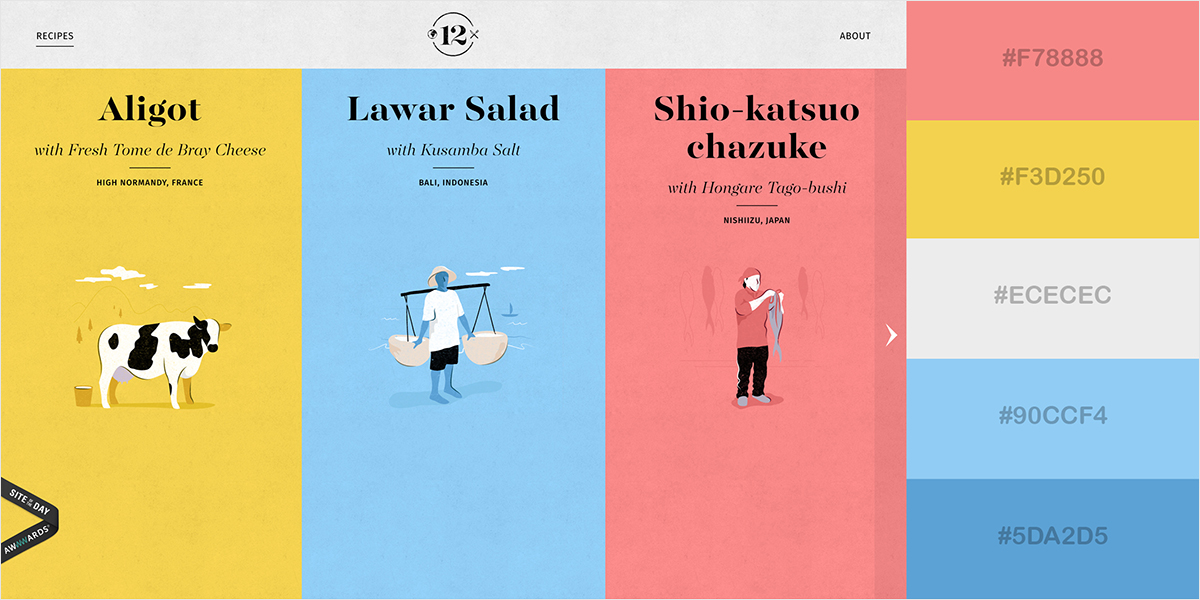 RECIPES
12
ABOUT
Aligot
with Fresh Tome de Bray Cheese
HIGH NORMANDY, FRANCE
Lawar Salad
with Kusamba Salt
BALI, INDONESIA
Shio-katsuo
chazuke
with Hongare Tago-bushi
NISHIIZU, JAPAN
SITE OF THE DAY
AWWWARDS
#F78888
#F3D250
#ECECEC
#90CCF4
#5DA2D5